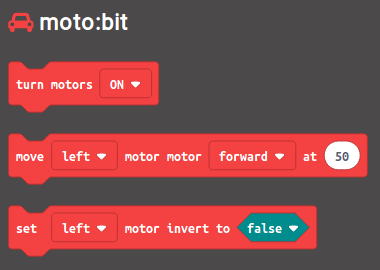 moto:bit
turn motors ON
move left motor motor forward at 50
set left motor invert to false